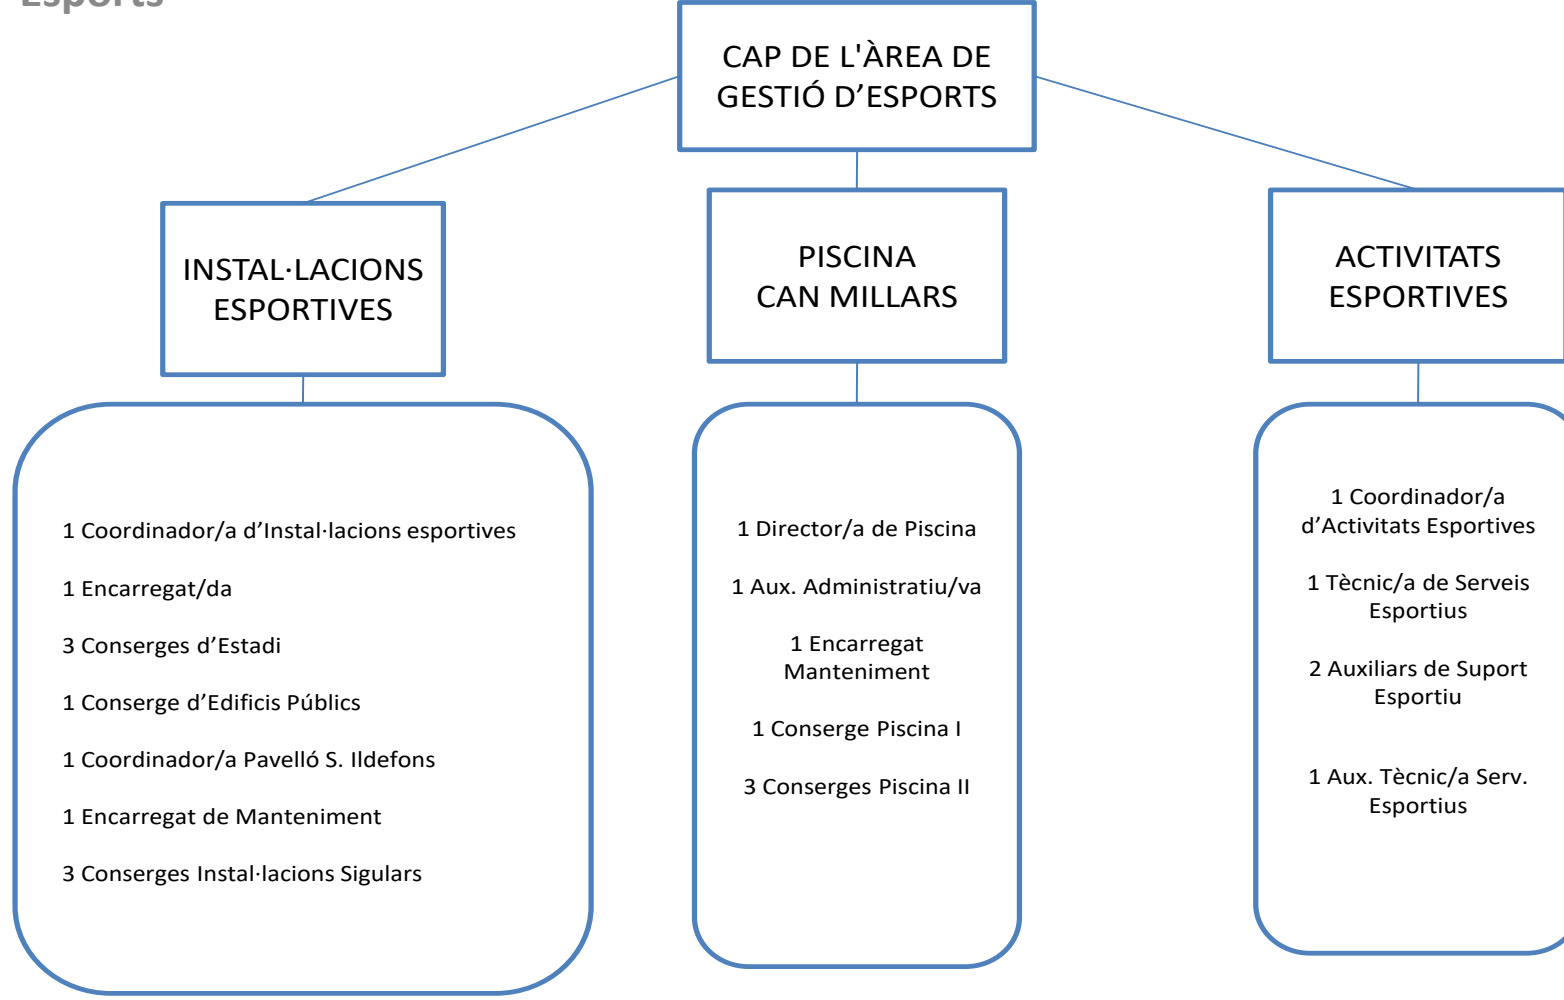 Esports
CAP DE L'ÀREA DE
GESTIÓ D’ESPORTS
INSTAL·LACIONS
ESPORTIVES
PISCINA
CAN MILLARS
ACTIVITATS
ESPORTIVES
1 Coordinador/a d’Instal·lacions esportives
1 Encarregat/da
3 Conserges d’Estadi
1 Conserge d’Edificis Públics
1 Coordinador/a Pavelló S. Ildefons
1 Encarregat de Manteniment
3 Conserges Instal·lacions Sigulars
1 Director/a de Piscina
1 Aux. Administratiu/va
1 Encarregat
Manteniment
1 Conserge Piscina I
3 Conserges Piscina II
1 Coordinador/a
d’Activitats Esportives
1 Tècnic/a de Serveis
Esportius
2 Auxiliars de Suport
Esportiu
1 Aux. Tècnic/a Serv.
Esportius